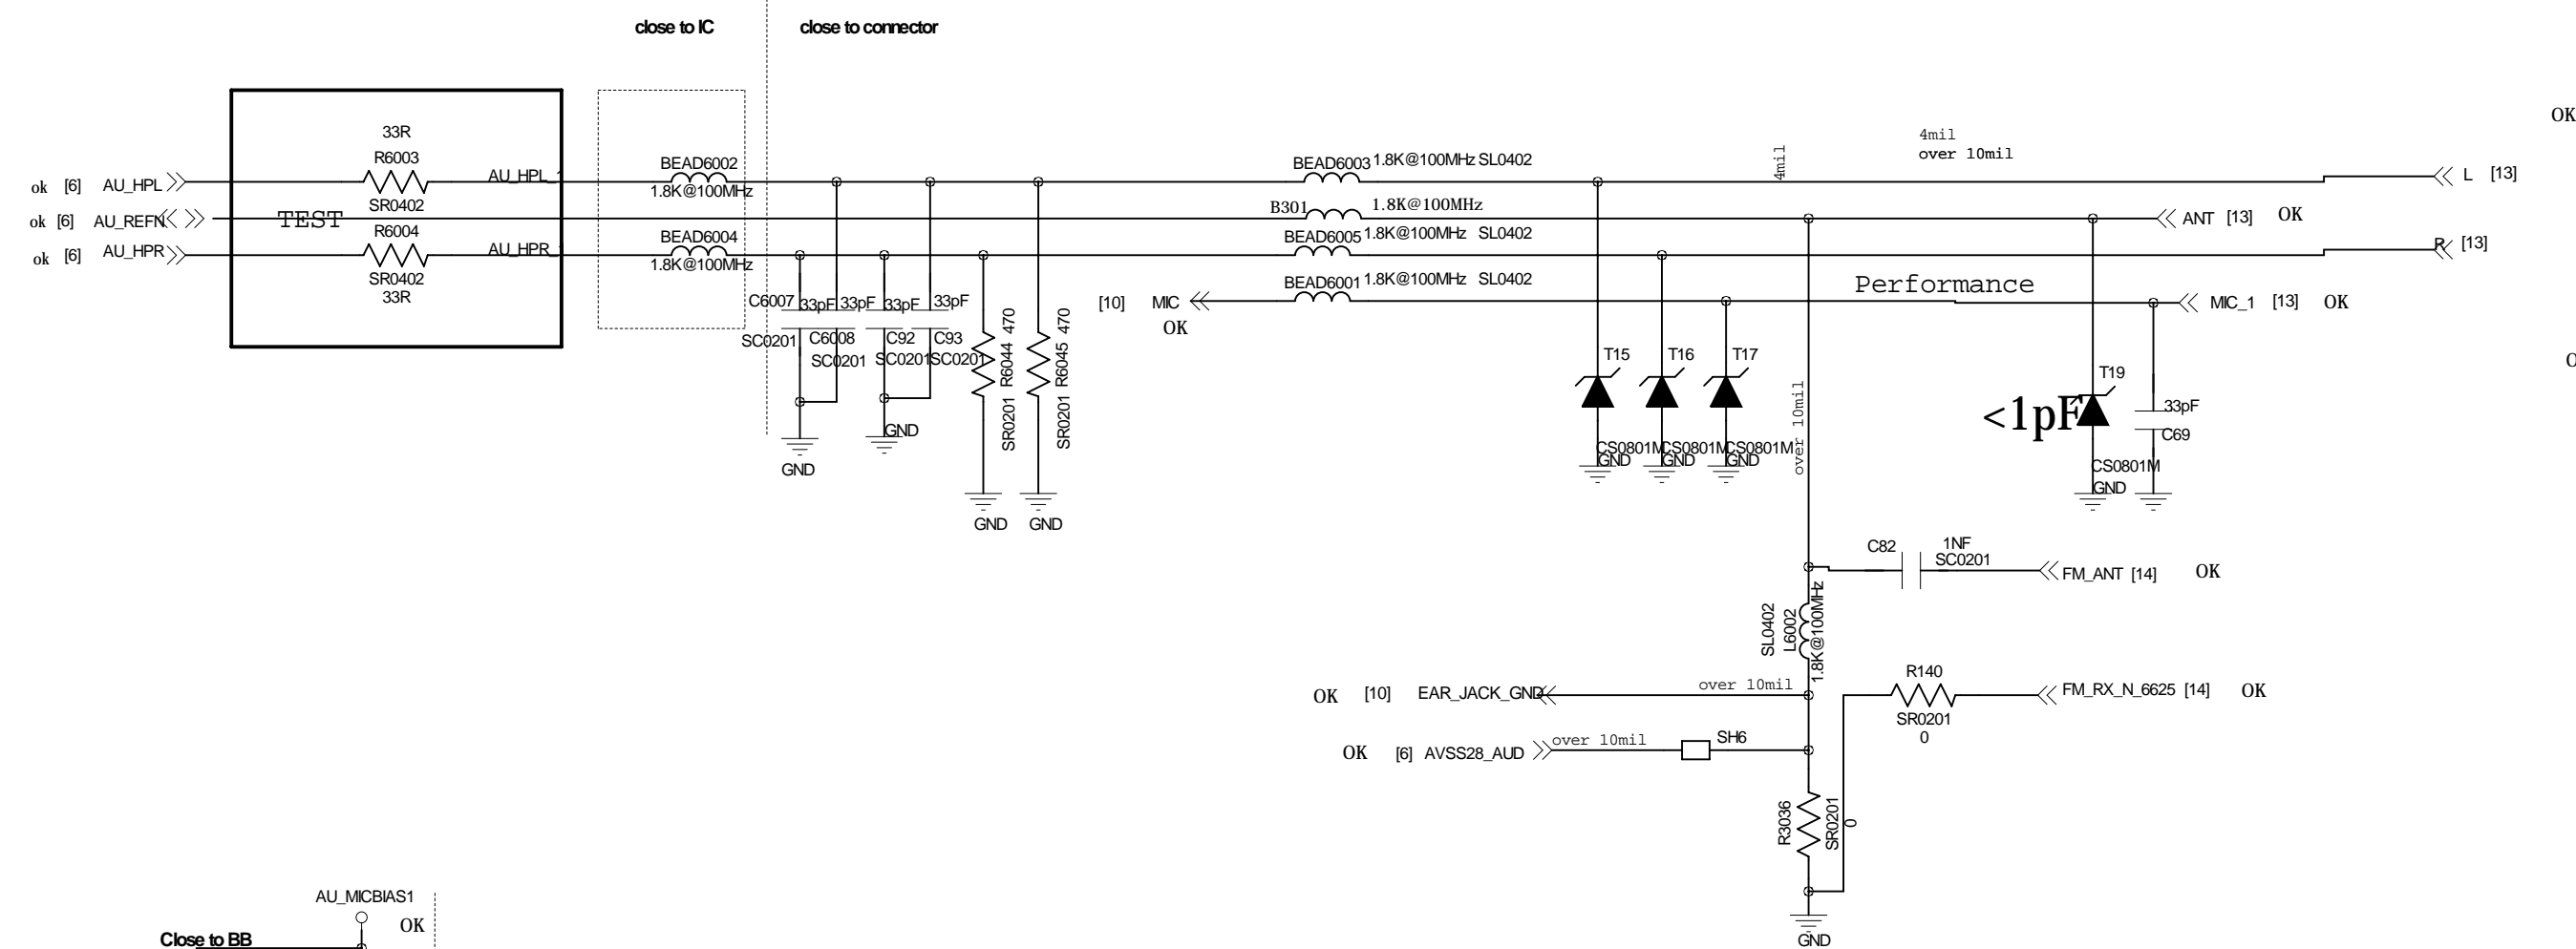 close to IC
close to connector
OK
33R
R6003
SR0402
ok [6] AU_HPL
AU_HPL_
BEAD6002
1.8K@100MHz
BEAD6003 1.8K@100MHz SL0402
4mil
4mil
over 10mil
L [13]
ok [6] AU_REFN
TEST
B301 1.8K@100MHz
ANT [13] OK
R6004
SR0402
33R
ok [6] AU_HPR
AU_HPR
BEAD6004
1.8K@100MHz
BEAD6005 1.8K@100MHz SL0402
R [13]
BEAD6001 1.8K@100MHz SL0402
Performance
[10] MIC
OK
MIC_1 [13] OK
C6007 33pF 33pF 33pF 33pF
SC0201 C6008 C92 C93
SC0201 SC0201 SC0201
GND
GND
SR0201 R6044 470
SR0201 R6045 470
GND GND
T15 T16 T17
CS0801M CS0801M CS0801M
GND GND GND
over 10mil
<1pF
T19
CS0801M
GND
33pF
C69
C82 1NF
SC0201
FM_ANT [14] OK
SL0402
L6002
1.8K@100MHz
OK [10] EAR_JACK_GND
over 10mil
R140
SR0201
0
FM_RX_N_6625 [14] OK
OK [6] AVSS28_AUD
over 10mil
SH6
R3036
SR0201
0
GND
AU_MICBIAS1
OK
Close to BB